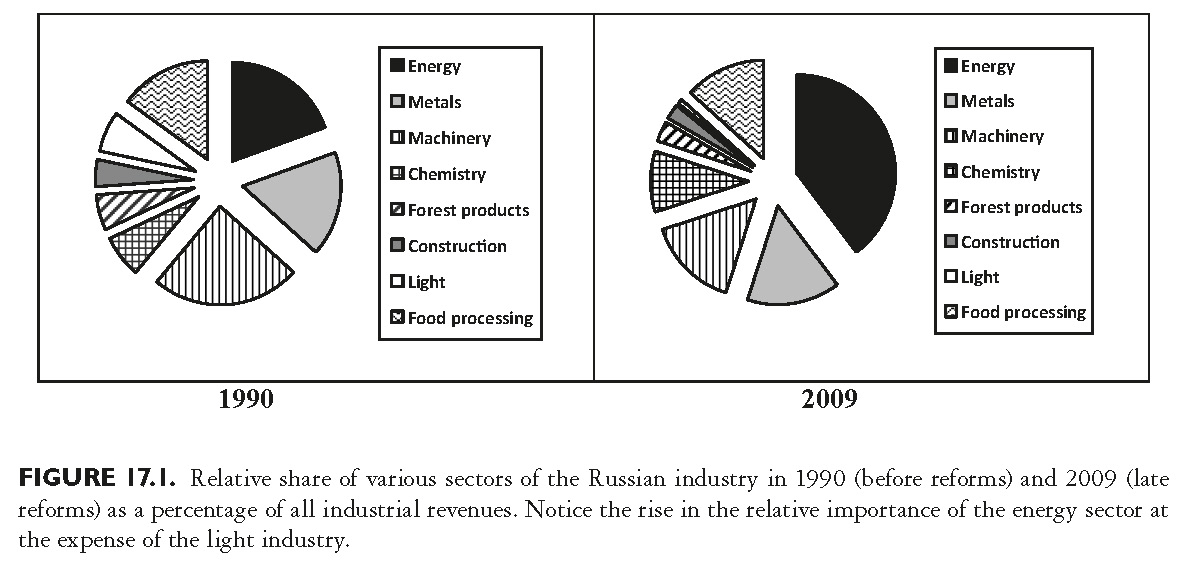 Energy
Metals
Machinery
Chemistry
Forest products
Construction
Light
Food processing
1990
Energy
Metals
Machinery
Chemistry
Forest products
Construction
Light
Food processing
2009
FIGURE 17.1. Relative share of various sectors of the Russian industry in 1990 (before reforms) and 2009 (late
reforms) as a percentage of all industrial revenues. Notice the rise in the relative importance of the energy sector at
the expense of the light industry.